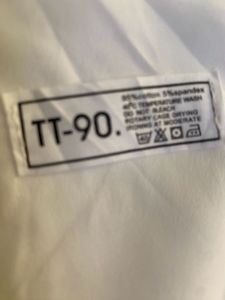 TT-90.
95%cotton 5%spandex
40°C TEMPERATURE WASH
DO NOT BLEACH
ROTARY CAGE DRYING
IRONING AT MODERATE